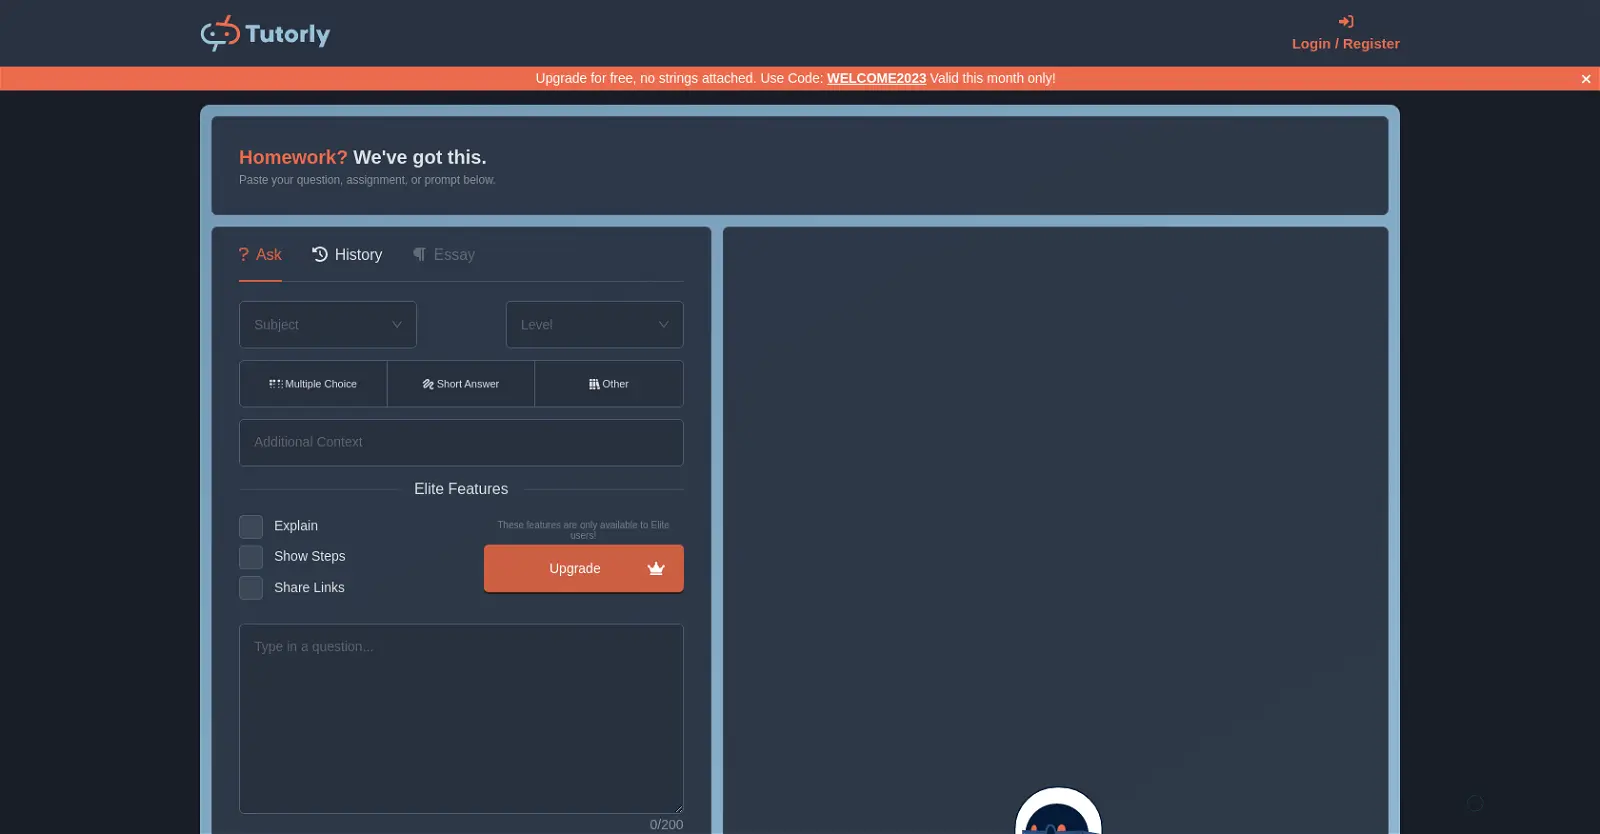 Tutorly
Login / Register
Upgrade for free, no strings attached. Use Code: WELCOME2023 Valid this month only!
Homework? We've got this.
Paste your question, assignment, or prompt below.
? Ask
History
Essay
Subject
Level
Multiple Choice
Short Answer
Other
Additional Context
Elite Features
Explain
Show Steps
Share Links
These features are only available to Elite
users!
Upgrade
Type in a question...
0/200